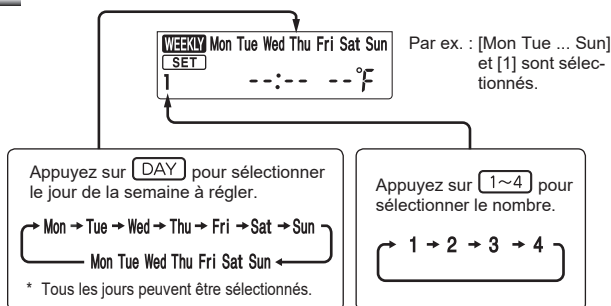 WEEKLY Mon Tue Wed Thu Fri Sat Sun
SET
1 --:-- --°F
Par ex. : [Mon Tue ... Sun]
et [1] sont sélec-
tionnés.
Appuyez sur DAY pour sélectionner
le jour de la semaine à régler.
Mon → Tue → Wed → Thu → Fri → Sat → Sun
Mon Tue Wed Thu Fri Sat Sun
* Tous les jours peuvent être sélectionnés.
Appuyez sur 1~4 pour
sélectionner le nombre.
1 → 2 → 3 → 4